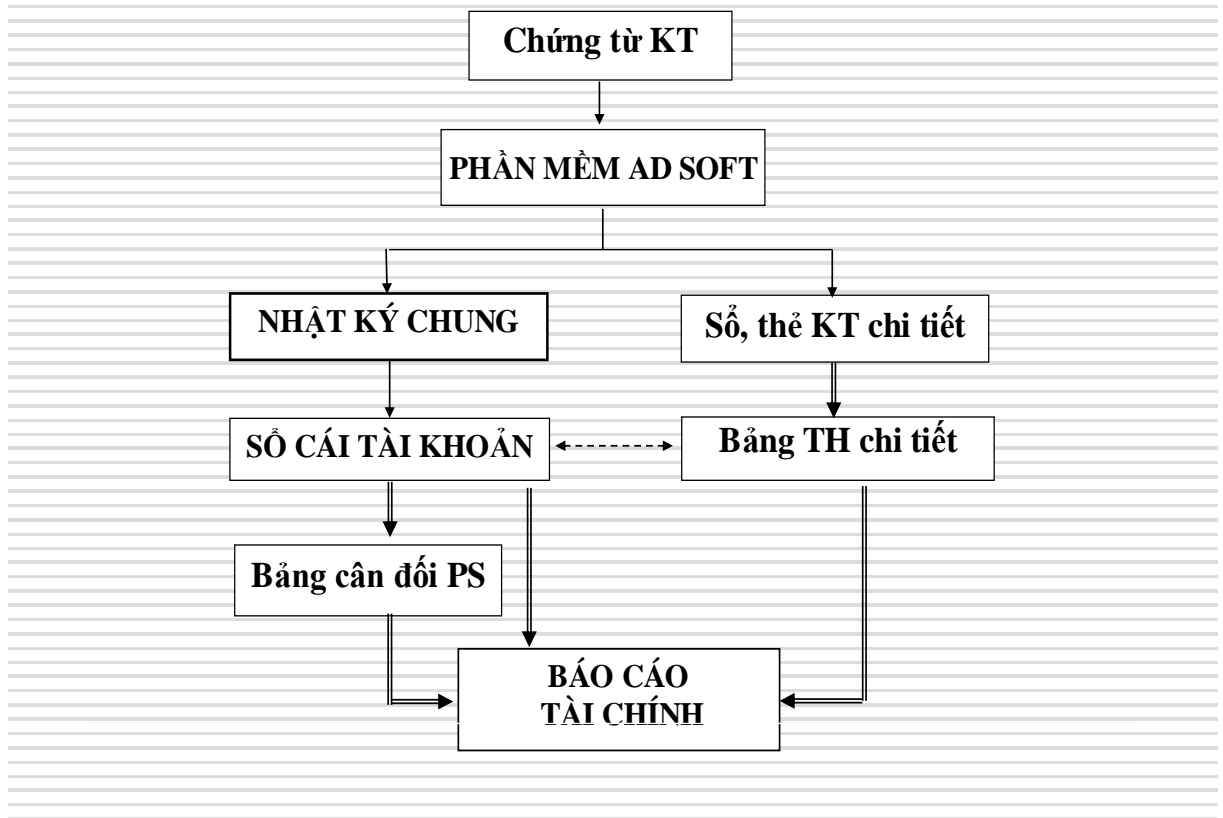 Chứng từ KT
PHẦN MỀM AD SOFT
NHẬT KÝ CHUNG
Sổ, thẻ KT chi tiết
SỔ CÁI TÀI KHOẢN
Bảng TH chi tiết
Bảng cân đối PS
BÁO CÁO
TÀI CHÍNH